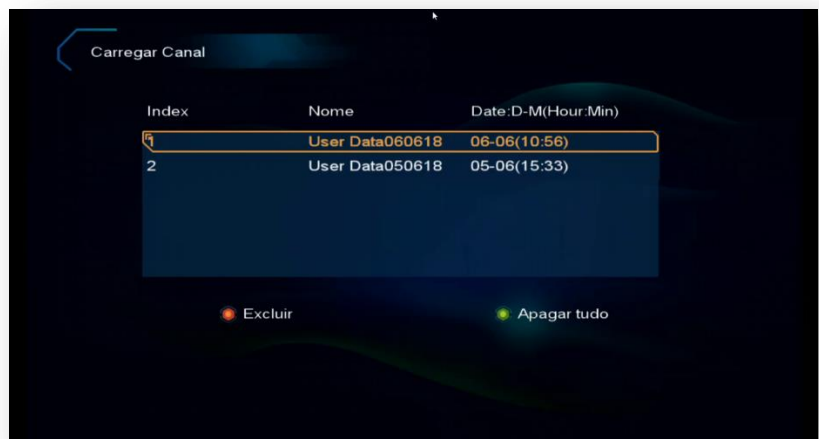 Carregar Canal
Index Nome Date:D-M(Hour:Min)
1 User Data060618 06-06(10:56)
2 User Data050618 05-06(15:33)
Excluir Apagar tudo